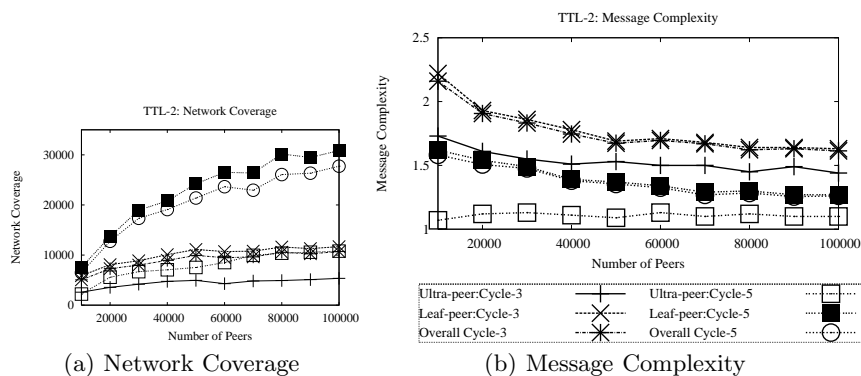 TTL-2: Network Coverage
Network Coverage
30000
20000
10000
0
20000 40000 60000 80000 100000
Number of Peers
(a) Network Coverage
TTL-2: Message Complexity
Message Complexity
2.5
2
1.5
1
20000 40000 60000 80000 100000
Number of Peers
Ultra-peer:Cycle-3 Ultra-peer:Cycle-5
Leaf-peer:Cycle-3 Leaf-peer:Cycle-5
Overall Cycle-3 Overall Cycle-5
(b) Message Complexity